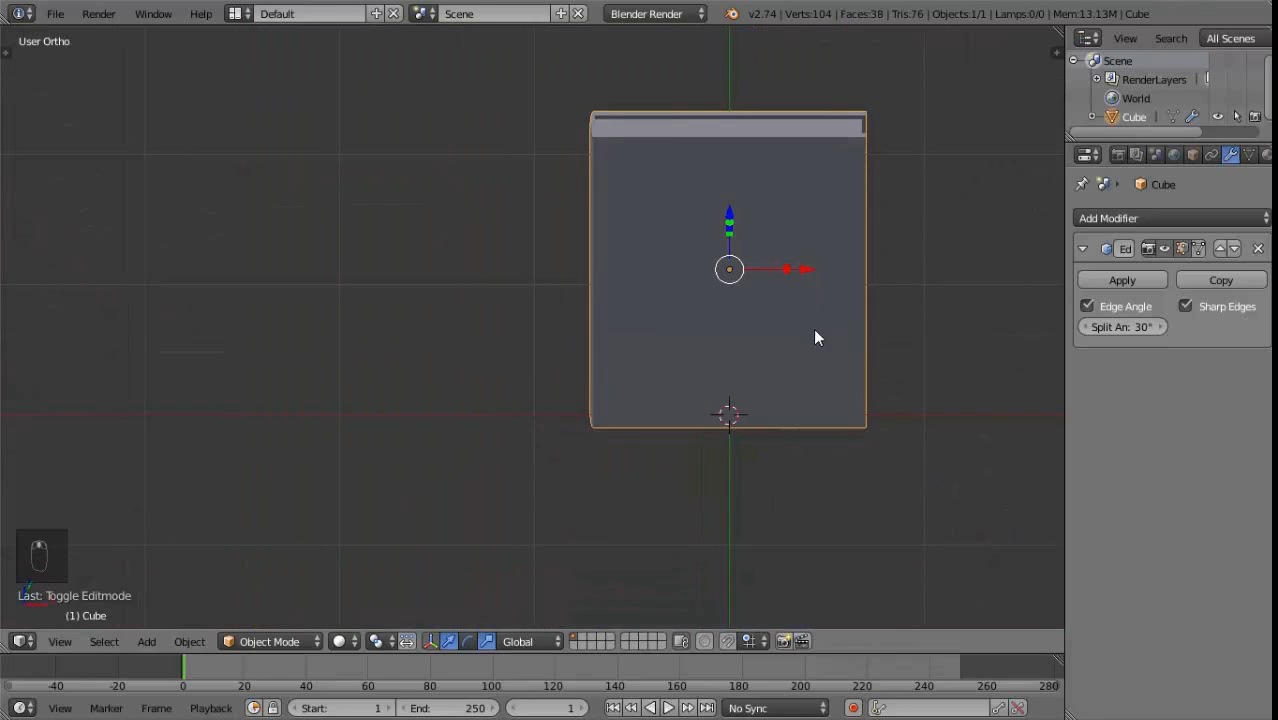 File Render Window Help Default Scene Blender Render v2.74 | Verts:104 | Faces:38 | Tris:76 | Objects:1/1 | Lamps:0/0 | Mem:13.13M | Cube
User Ortho
View Search All Scenes
Scene
RenderLayers
World
Cube
Cube
Add Modifier
Ed
Apply Copy
Edge Angle Sharp Edges
Split An: 30°
Last: Toggle Editmode
(1) Cube
View Select Add Object Object Mode Global
-40 -20 0 20 40 60 80 100 120 140 160 180 200 220 240 260 280
View Marker Frame Playback Start: 1 End: 250 1 No Sync